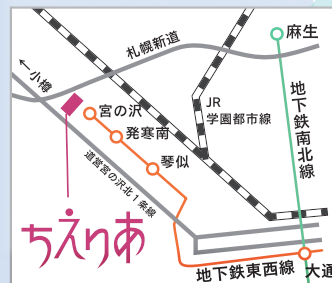 麻生
札幌新道
←小樽
JR
学園都市線
宮の沢
発寒南
琴似
地下鉄南北線
道営宮の沢北1条線
ちえりあ
地下鉄東西線
大通